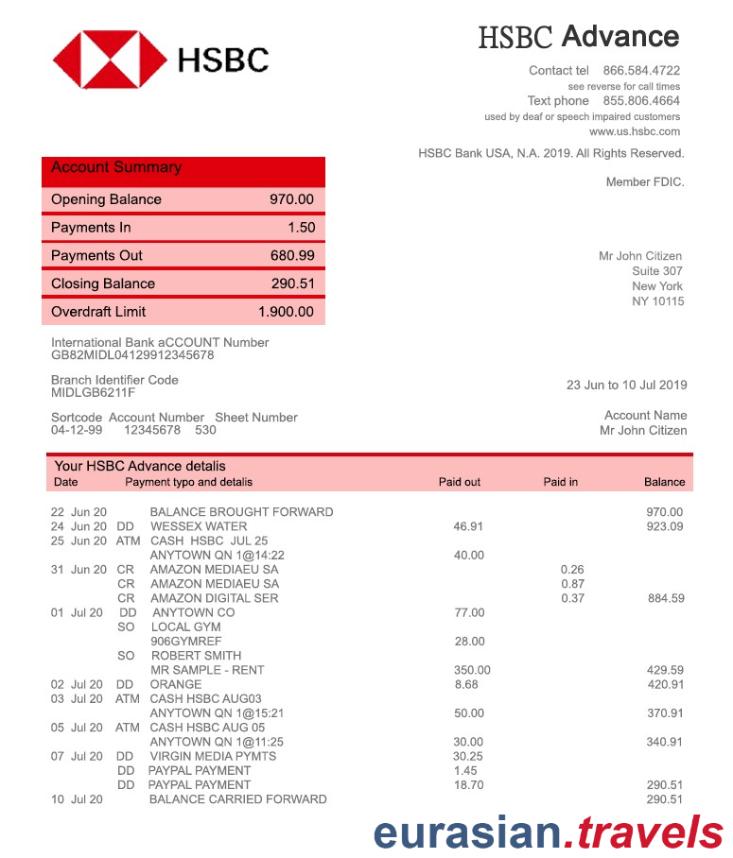 HSBC
HSBC Advance
Contact tel 866.584.4722
see reverse for call times
Text phone 855.806.4664
used by deaf or speech impaired customers
www.us.hsbc.com
HSBC Bank USA, N.A. 2019. All Rights Reserved.
Member FDIC.
Account Summary
Opening Balance 970.00
Payments In 1.50
Payments Out 680.99
Closing Balance 290.51
Overdraft Limit 1.900.00
Mr John Citizen
Suite 307
New York
NY 10115
International Bank aCCOUNT Number
GB82MIDL04129912345678
Branch Identifier Code
MIDLGB6211F
23 Jun to 10 Jul 2019
Sortcode Account Number Sheet Number
04-12-99 12345678 530
Account Name
Mr John Citizen
Your HSBC Advance detalis
Date Payment typo and detalis Paid out Paid in Balance
22 Jun 20 BALANCE BROUGHT FORWARD 970.00
24 Jun 20 DD WESSEX WATER 46.91 923.09
25 Jun 20 ATM CASH HSBC JUL 25
ANYTOWN QN 1@14:22 40.00
31 Jun 20 CR AMAZON MEDIAEU SA 0.26
CR AMAZON MEDIAEU SA 0.87
CR AMAZON DIGITAL SER 0.37 884.59
01 Jul 20 DD ANYTOWN CO 77.00
SO LOCAL GYM
906GYMREF 28.00
SO ROBERT SMITH
MR SAMPLE - RENT 350.00 429.59
02 Jul 20 DD ORANGE 8.68 420.91
03 Jul 20 ATM CASH HSBC AUG03
ANYTOWN QN 1@15:21 50.00 370.91
05 Jul 20 ATM CASH HSBC AUG 05
ANYTOWN QN 1@11:25 30.00 340.91
07 Jul 20 DD VIRGIN MEDIA PYMTS 30.25
DD PAYPAL PAYMENT 1.45
DD PAYPAL PAYMENT 18.70 290.51
10 Jul 20 BALANCE CARRIED FORWARD 290.51
eurasian.travels